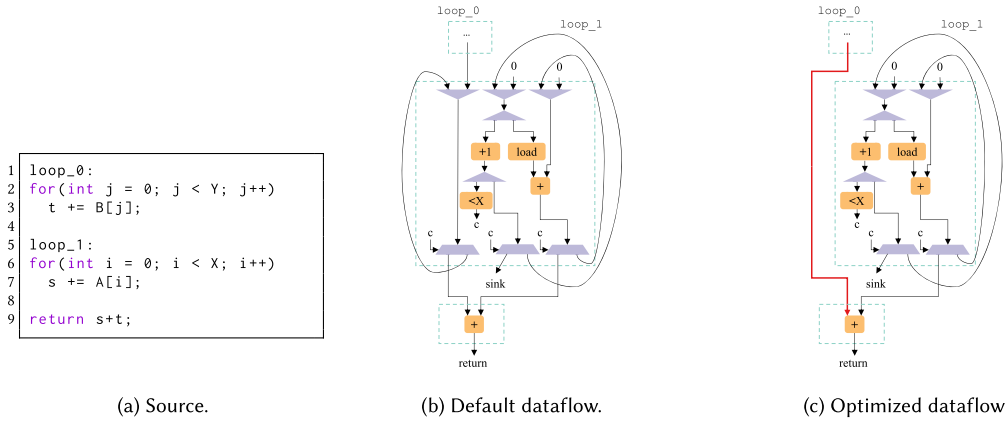 1 loop_0:
2 for(int j = 0; j < Y; j++)
3 t += B[j];
4
5 loop_1:
6 for(int i = 0; i < X; i++)
7 s += A[i];
8
9 return s+t;
(a) Source.
loop_0
...
loop_1
0 0
+1 load
+
<X
c
c c c
sink
+
return
(b) Default dataflow.
loop_0
...
loop_1
0 0
+1 load
+
<X
c
c c
sink
+
return
(c) Optimized dataflow